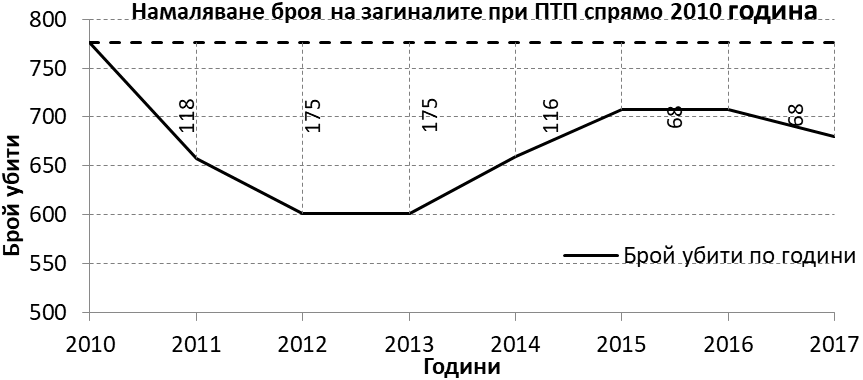 Намаляване броя на загиналите при ПТП спрямо 2010 година
800
750
700
650
600
550
500
Брой убити
118
175
175
116
68
68
Брой убити по години
2010 2011 2012 2013 2014 2015 2016 2017
Години